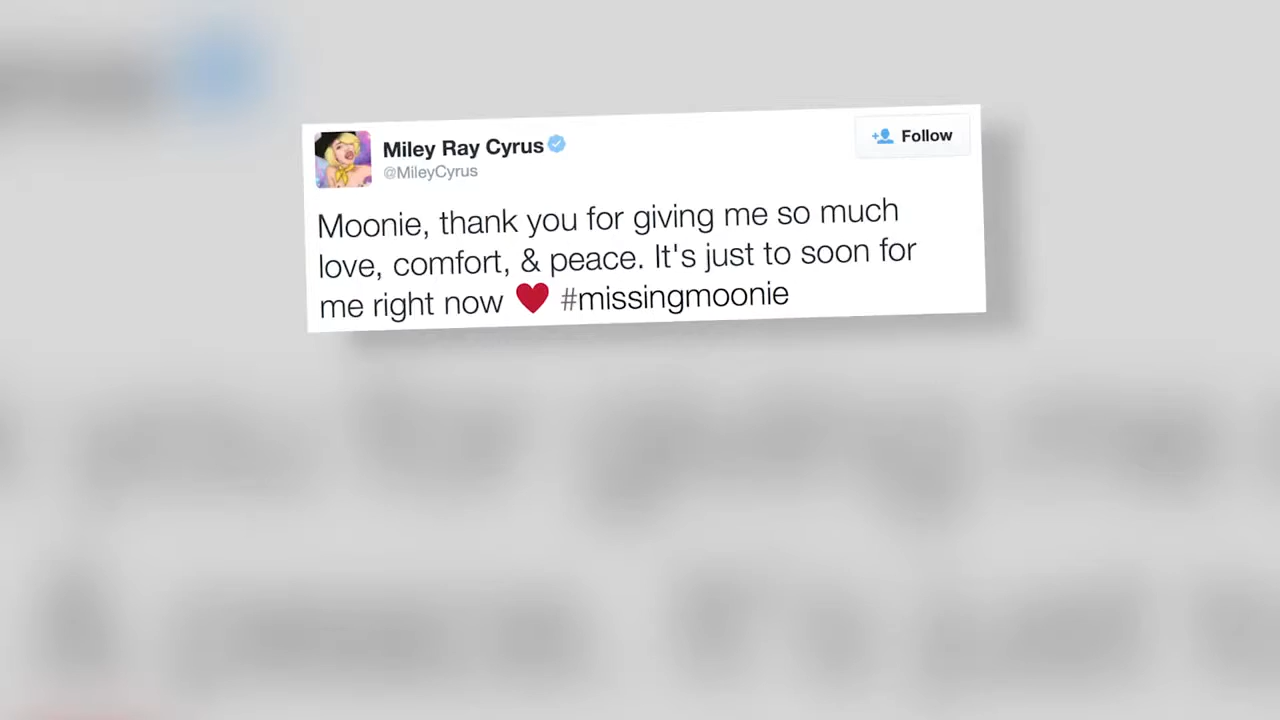 Miley Ray Cyrus
@MileyCyrus
Follow
Moonie, thank you for giving me so much
love, comfort, & peace. It's just to soon for
me right now ❤ #missingmoonie